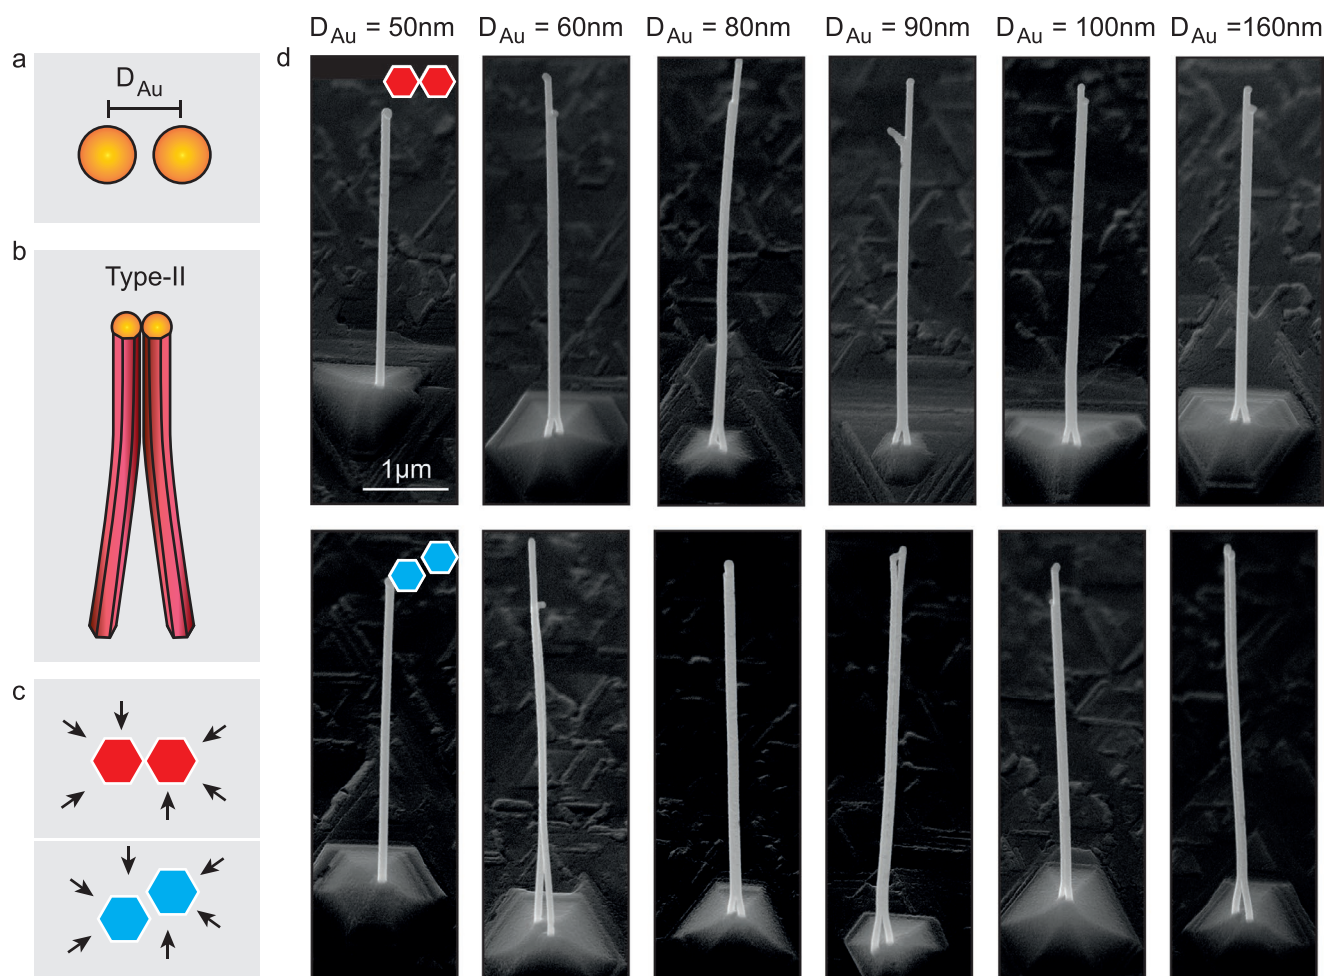 a
D_Au
b
Type-II
c
d
D_Au = 50nm
D_Au = 60nm
D_Au = 80nm
D_Au = 90nm
D_Au = 100nm
D_Au =160nm
1μm